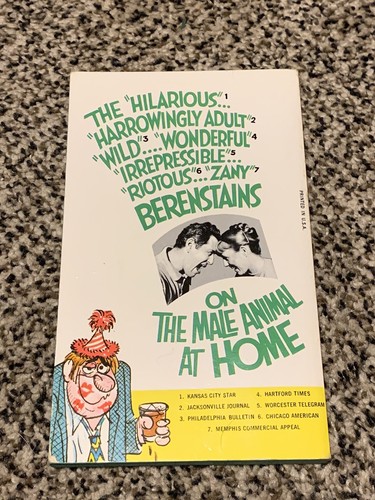 THE "HILARIOUS"...1
"HARROWINGLY ADULT"2
"WILD"3...."WONDERFUL"4
"IRREPRESSIBLE"...5
"RIOTOUS"6..."ZANY"7
BERENSTAINS
ON
THE MALE ANIMAL
AT HOME
PRINTED IN U.S.A.
1. KANSAS CITY STAR
2. JACKSONVILLE JOURNAL
3. PHILADELPHIA BULLETIN
4. HARTFORD TIMES
5. WORCESTER TELEGRAM
6. CHICAGO AMERICAN
7. MEMPHIS COMMERCIAL APPEAL